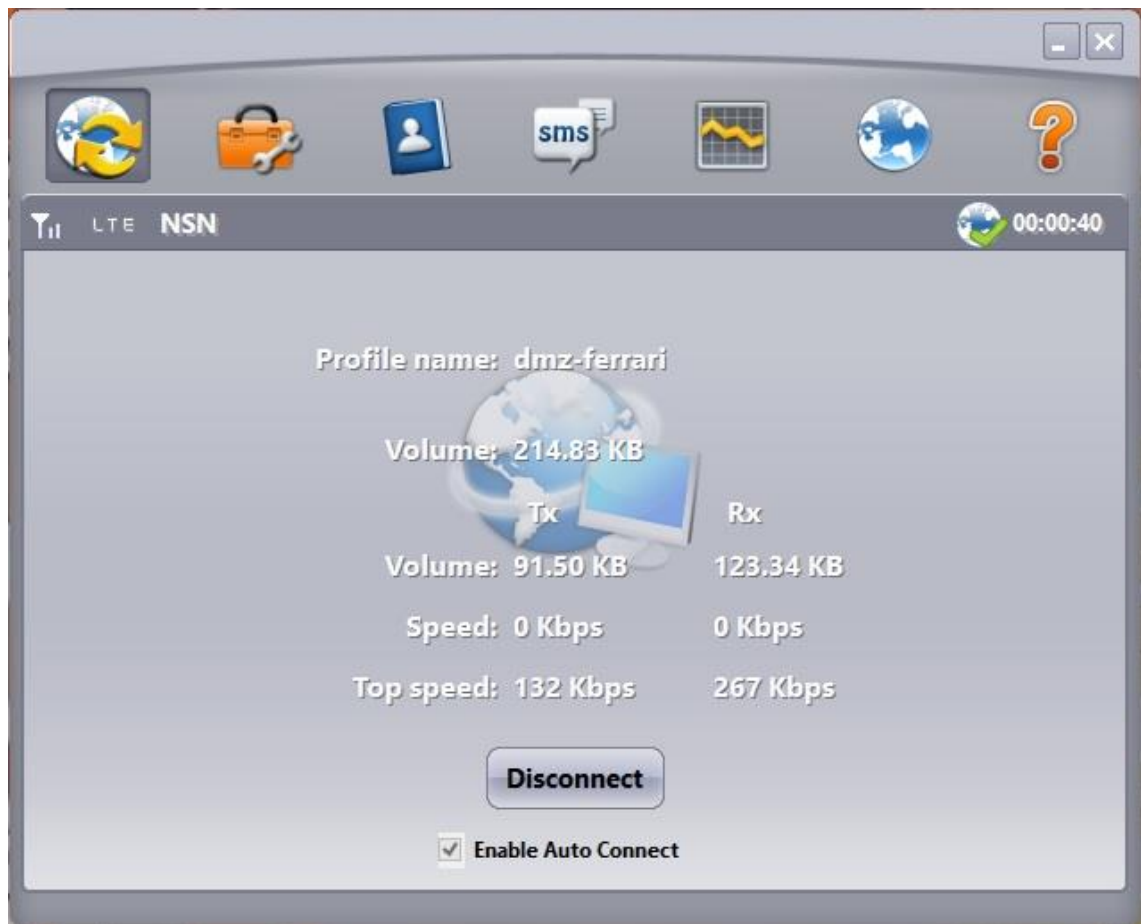 sms
LTE NSN 00:00:40
Profile name: dmz-ferrari
Volume: 214.83 KB
Tx Rx
Volume: 91.50 KB 123.34 KB
Speed: 0 Kbps 0 Kbps
Top speed: 132 Kbps 267 Kbps
Disconnect
Enable Auto Connect